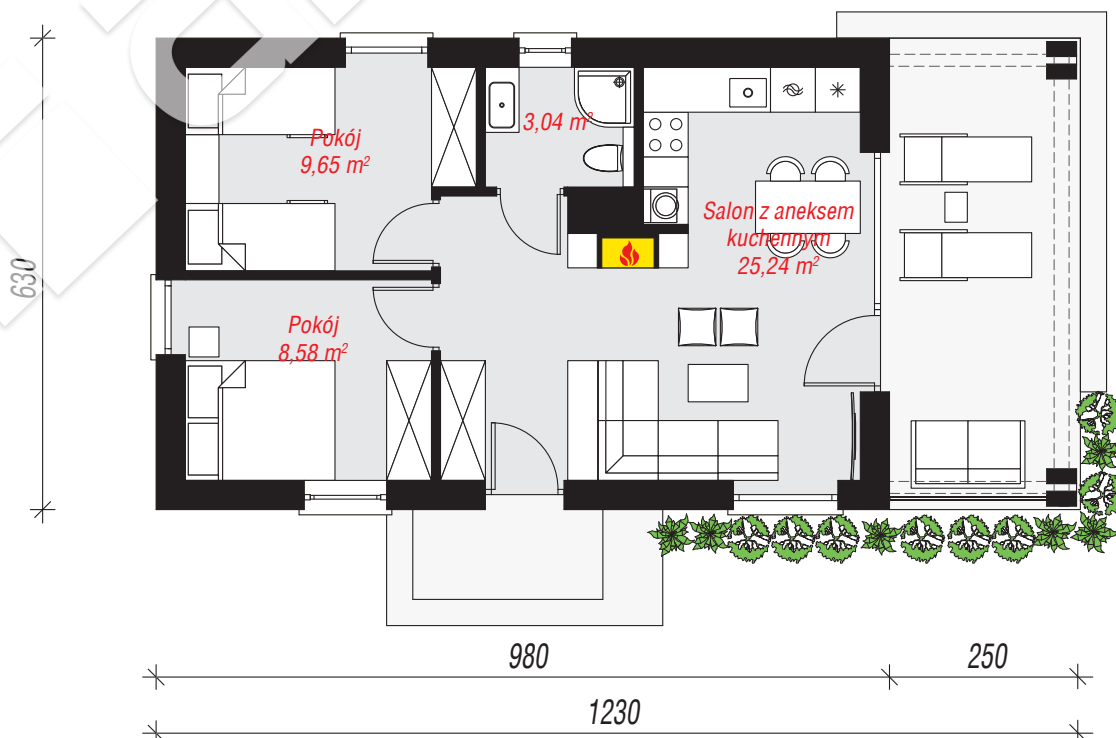 Pokój
9,65 m²
3,04 m²
Salon z aneksem
kuchennym
25,24 m²
Pokój
8,58 m²
630
980
250
1230